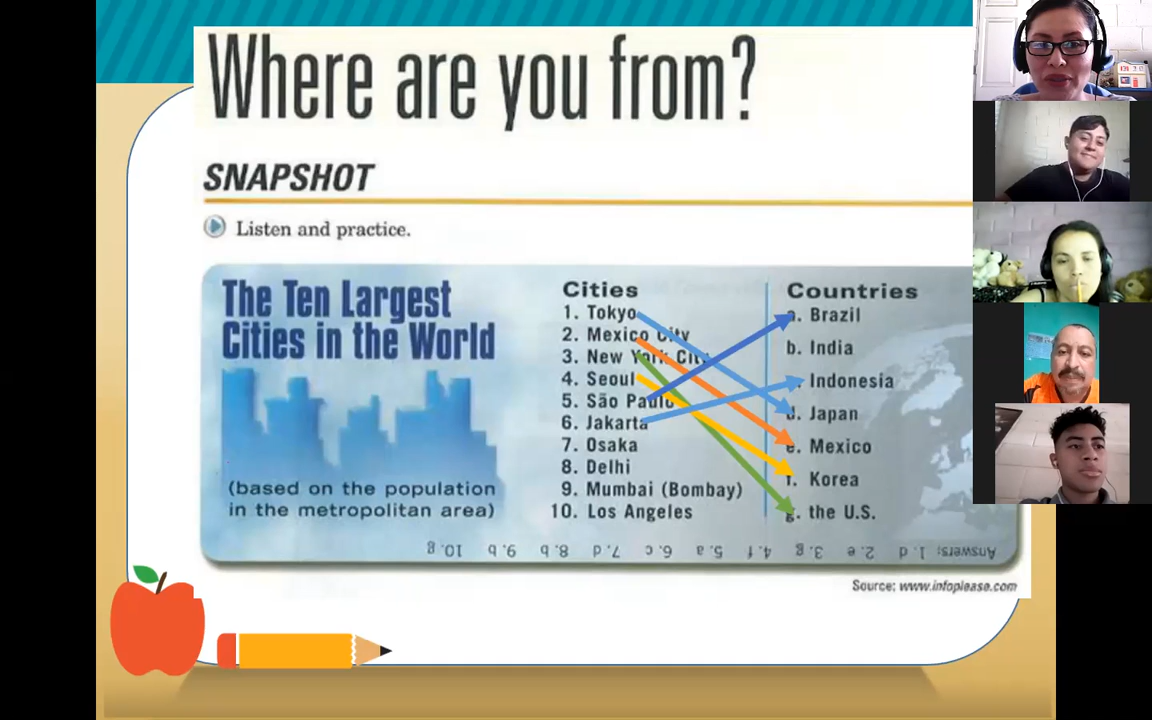 Where are you from?
SNAPSHOT
Listen and practice.
The Ten Largest
Cities in the World
(based on the population
in the metropolitan area)
Cities
1. Tokyo
2. Mexico City
3. New York City
4. Seoul
5. São Paulo
6. Jakarta
7. Osaka
8. Delhi
9. Mumbai (Bombay)
10. Los Angeles
Countries
a. Brazil
b. India
Indonesia
d. Japan
e. Mexico
f. Korea
g. the U.S.
Answers: 1. d 2. e 3. g 4. f 5. a 6. c 7. d 8. b 9. b 10. g
Source: www.infoplease.com